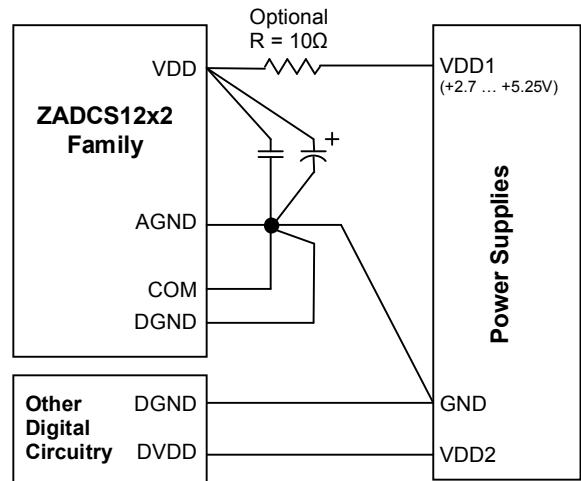 Optional
R = 10Ω
VDD
VDD1
(+2.7 ... +5.25V)
ZADCS12x2
Family
+
AGND
COM
DGND
Power Supplies
Other
Digital
Circuitry
DGND
DVDD
GND
VDD2